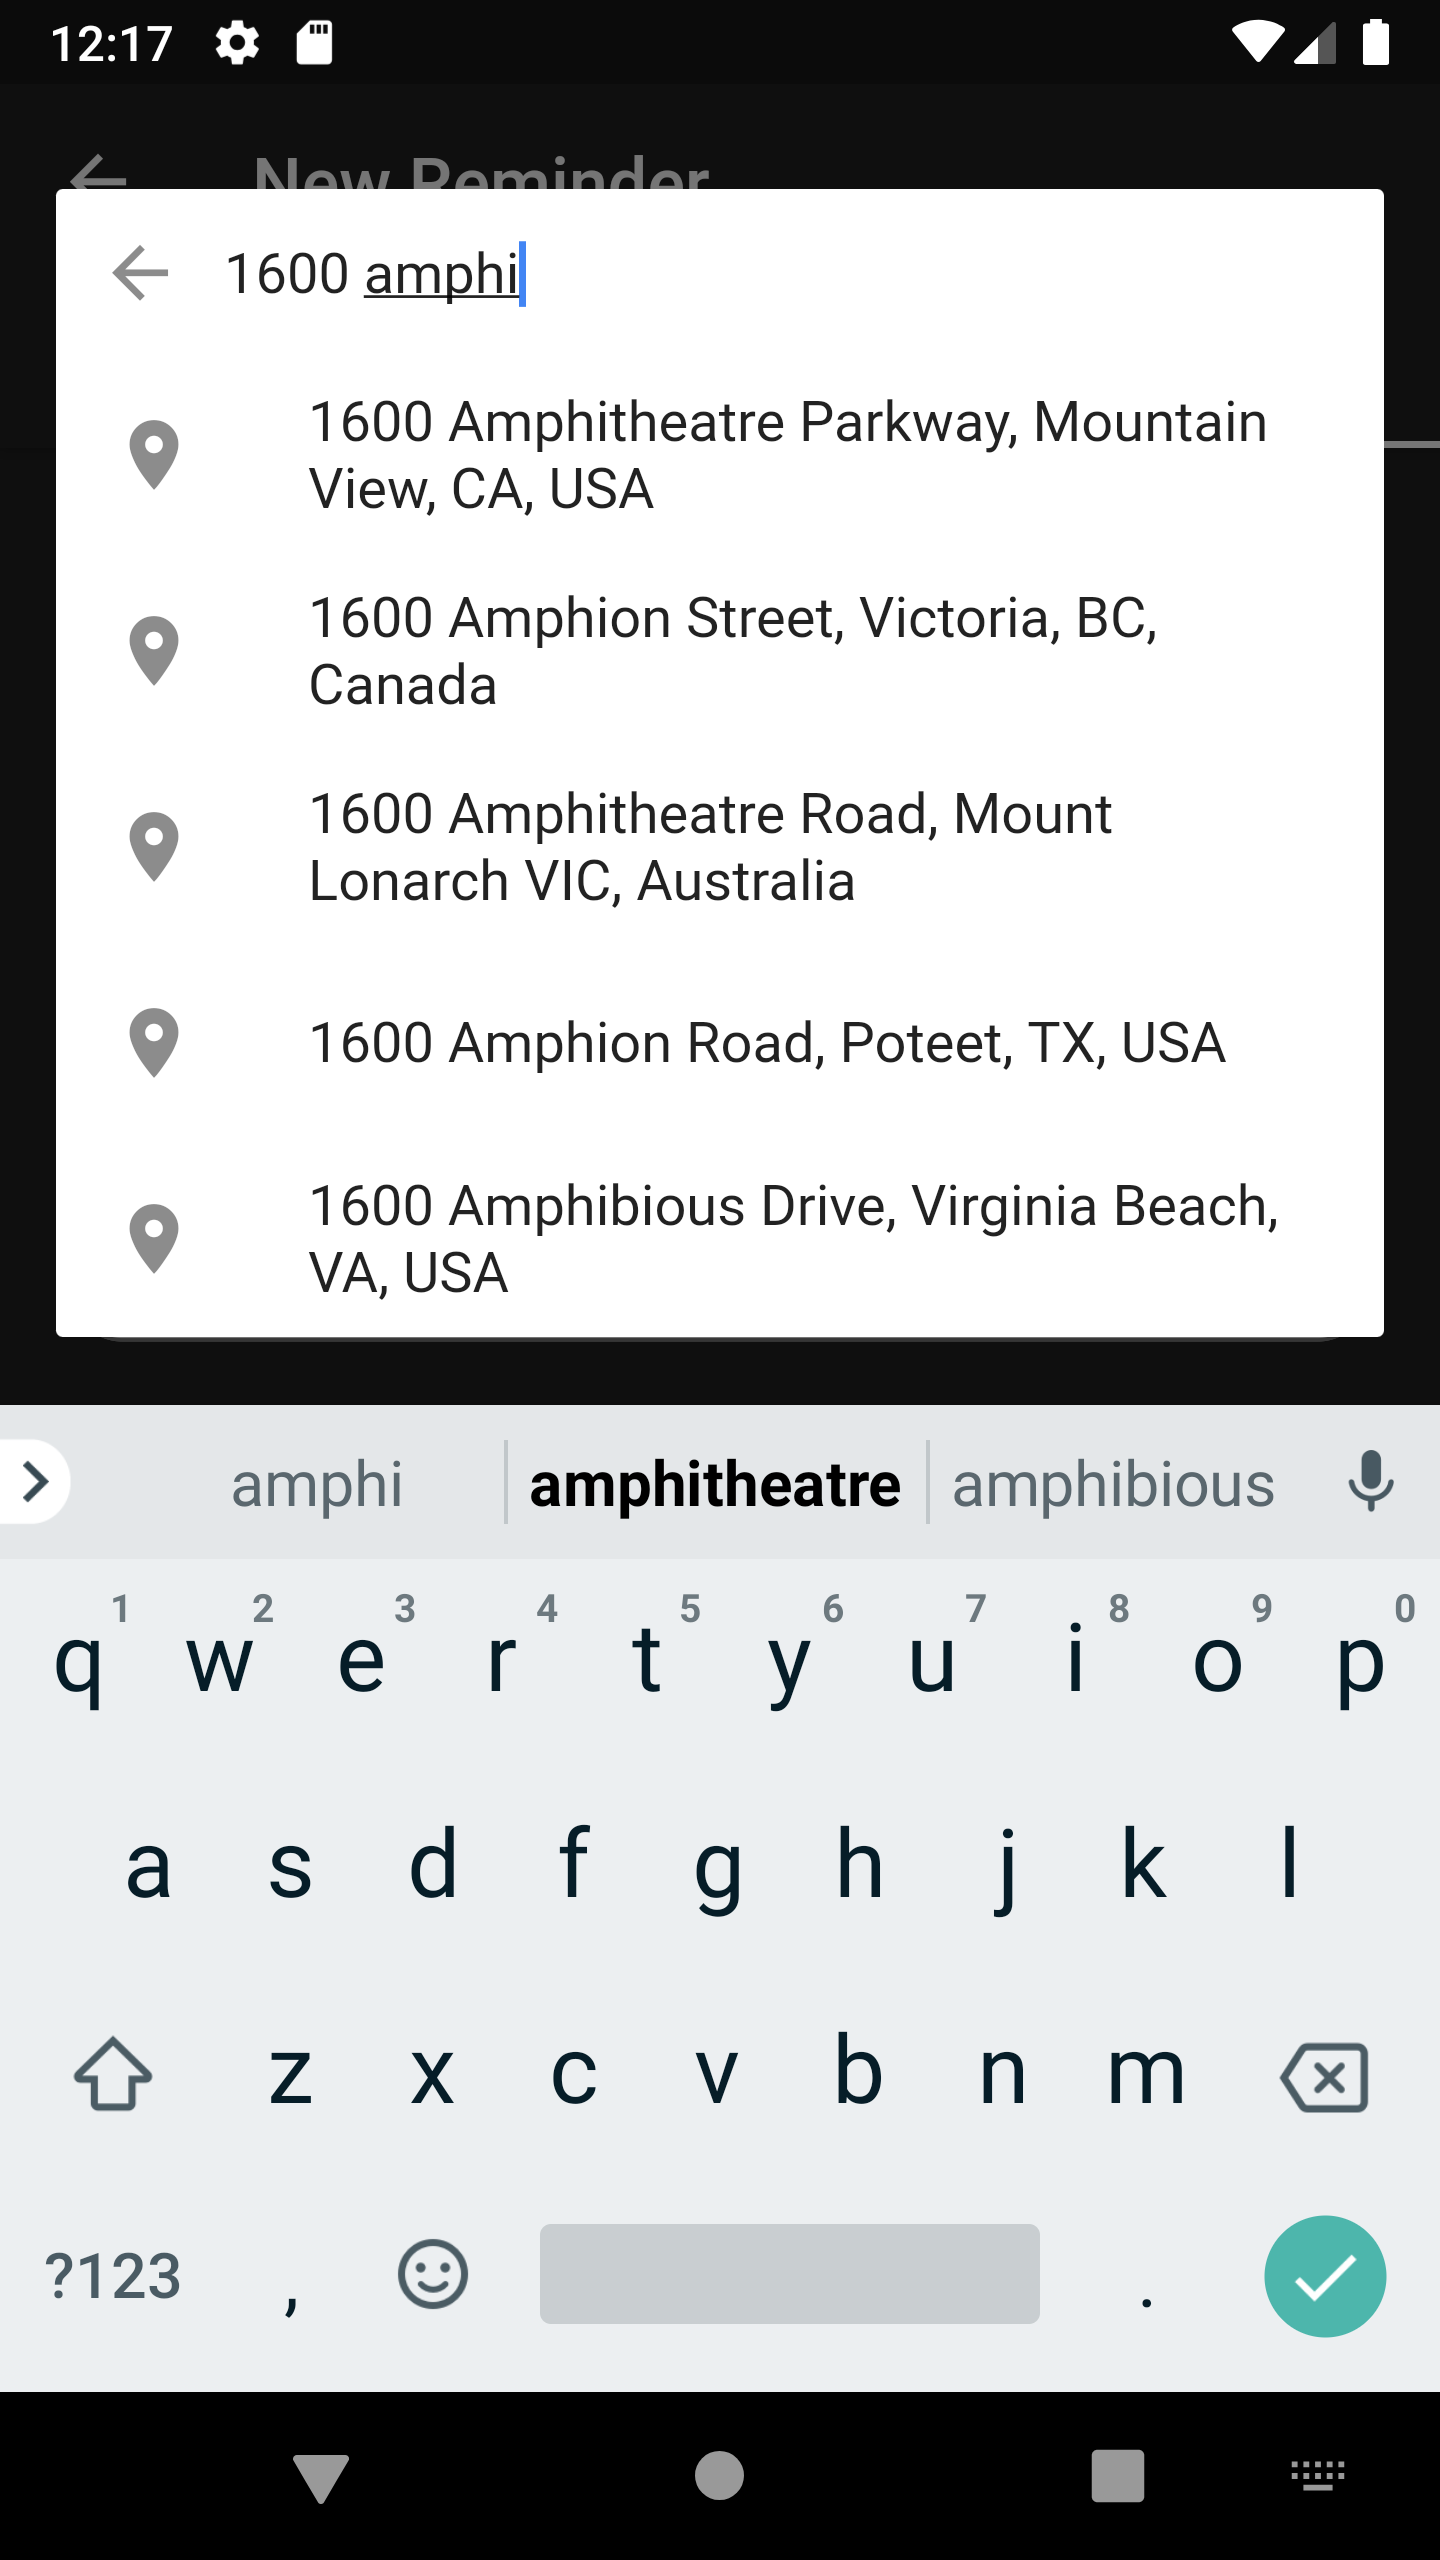 12:17
New Reminder
1600 amphi
1600 Amphitheatre Parkway, Mountain
View, CA, USA
1600 Amphion Street, Victoria, BC,
Canada
1600 Amphitheatre Road, Mount
Lonarch VIC, Australia
1600 Amphion Road, Poteet, TX, USA
1600 Amphibious Drive, Virginia Beach,
VA, USA
amphi amphitheatre amphibious
1 2 3 4 5 6 7 8 9 0
q w e r t y u i o p
a s d f g h j k l
z x c v b n m
?123 , .